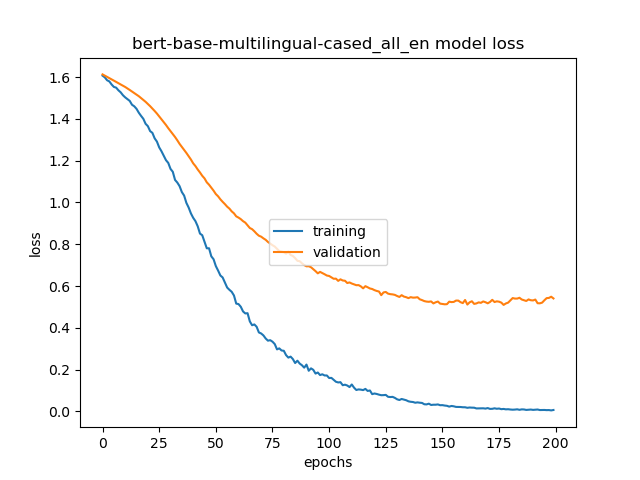 bert-base-multilingual-cased_all_en model loss
loss
1.6
1.4
1.2
1.0
0.8
0.6
0.4
0.2
0.0
training
validation
0 25 50 75 100 125 150 175 200
epochs